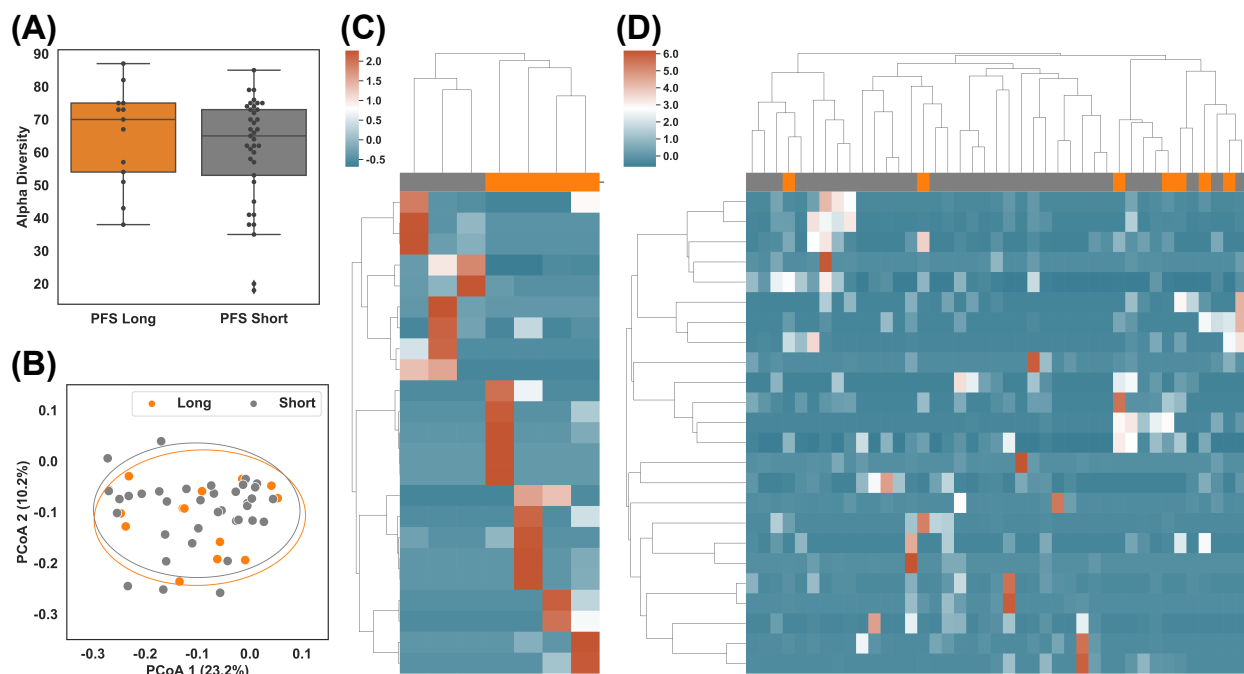 (A)
90
80
70
60
50
40
30
20
Alpha Diversity
PFS Long
PFS Short
(B)
Long
Short
0.1
0.0
-0.1
-0.2
-0.3
PCoA 2 (10.2%)
-0.3
-0.2
-0.1
0.0
0.1
PCoA 1 (23.2%)
(C)
2.0
1.5
1.0
0.5
0.0
-0.5
(D)
6.0
5.0
4.0
3.0
2.0
1.0
0.0